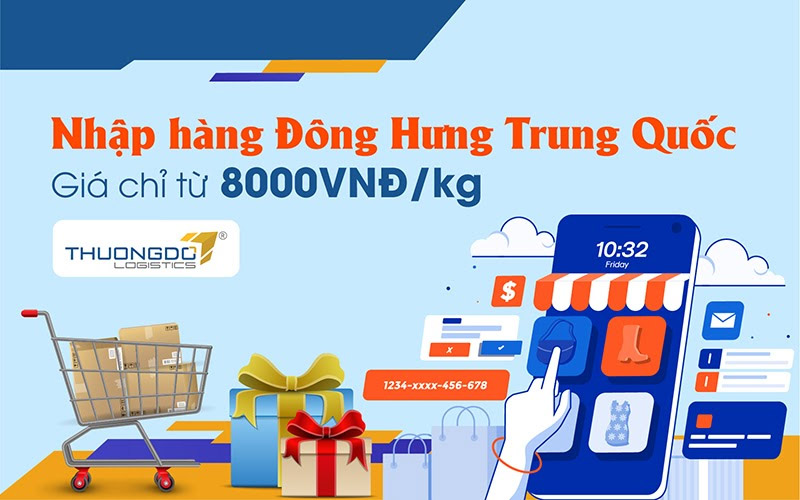 Nhập hàng Đông Hưng Trung Quốc
Giá chỉ từ 8000VNĐ/kg
THUONGDO ®
LOGISTICS
10:32
Friday
$
x
1234-xxxx-456-678